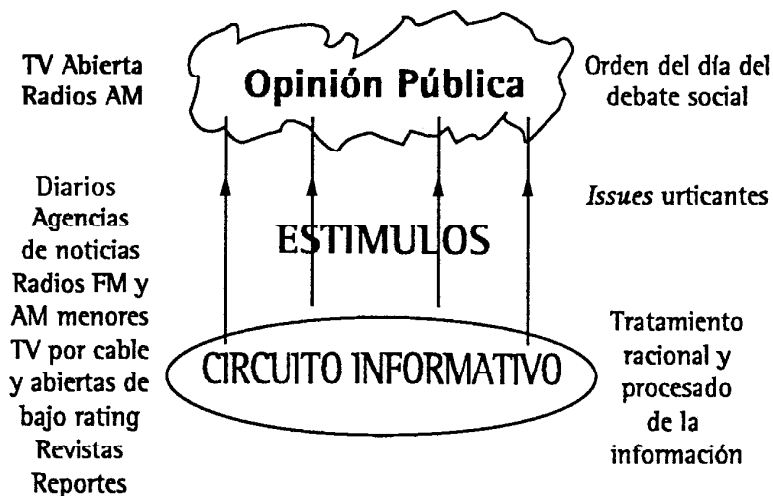 TV Abierta
Radios AM
Opinión Pública
Orden del día del
debate social
Diarios
Agencias
de noticias
Radios FM y
AM menores
TV por cable
y abiertas de
bajo rating
Revistas
Reportes
ESTIMULOS
Issues urticantes
CIRCUITO INFORMATIVO
Tratamiento
racional y
procesado
de la
información